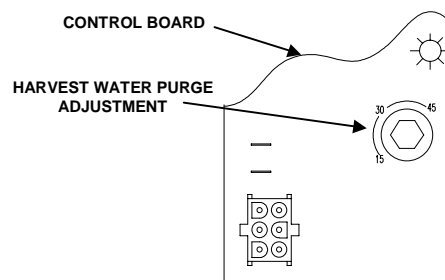 CONTROL BOARD
HARVEST WATER PURGE
ADJUSTMENT
30
45
15